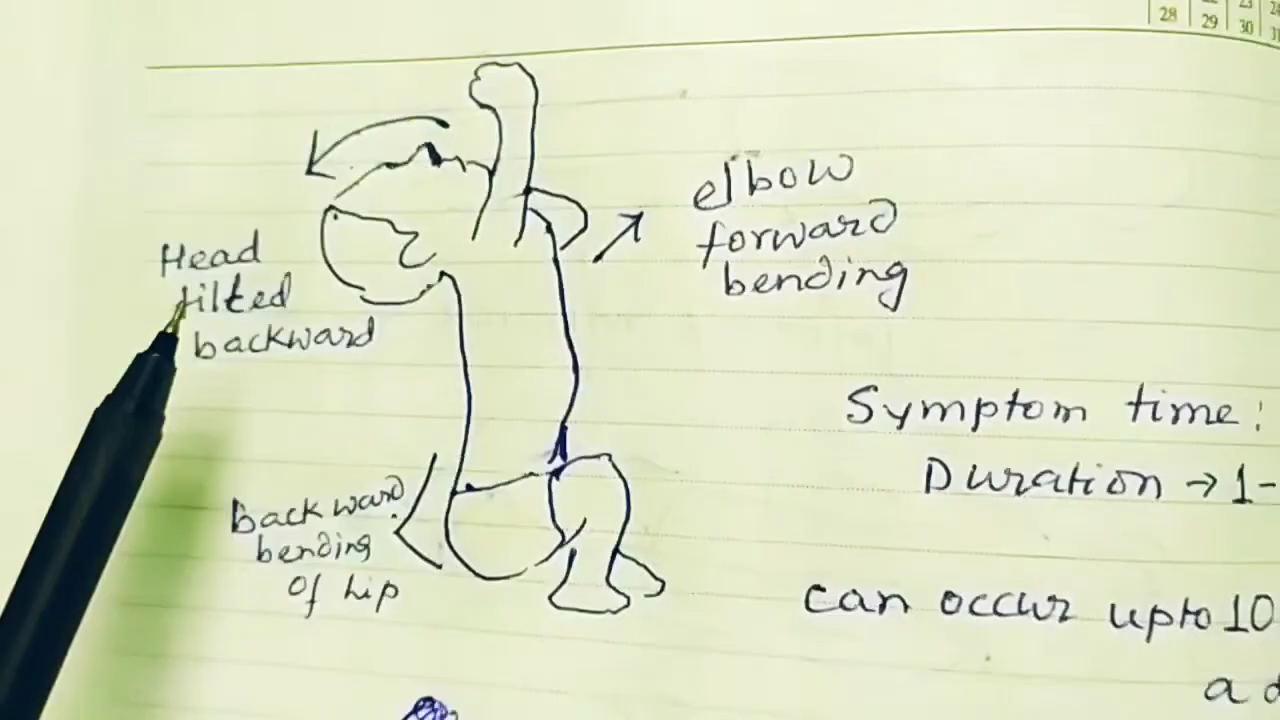 28 29 30
elbow
forward
bending
Head
tilted
backward
Symptom time:
Duration → 1-
backward
bending
of hip
can occur upto 10
a